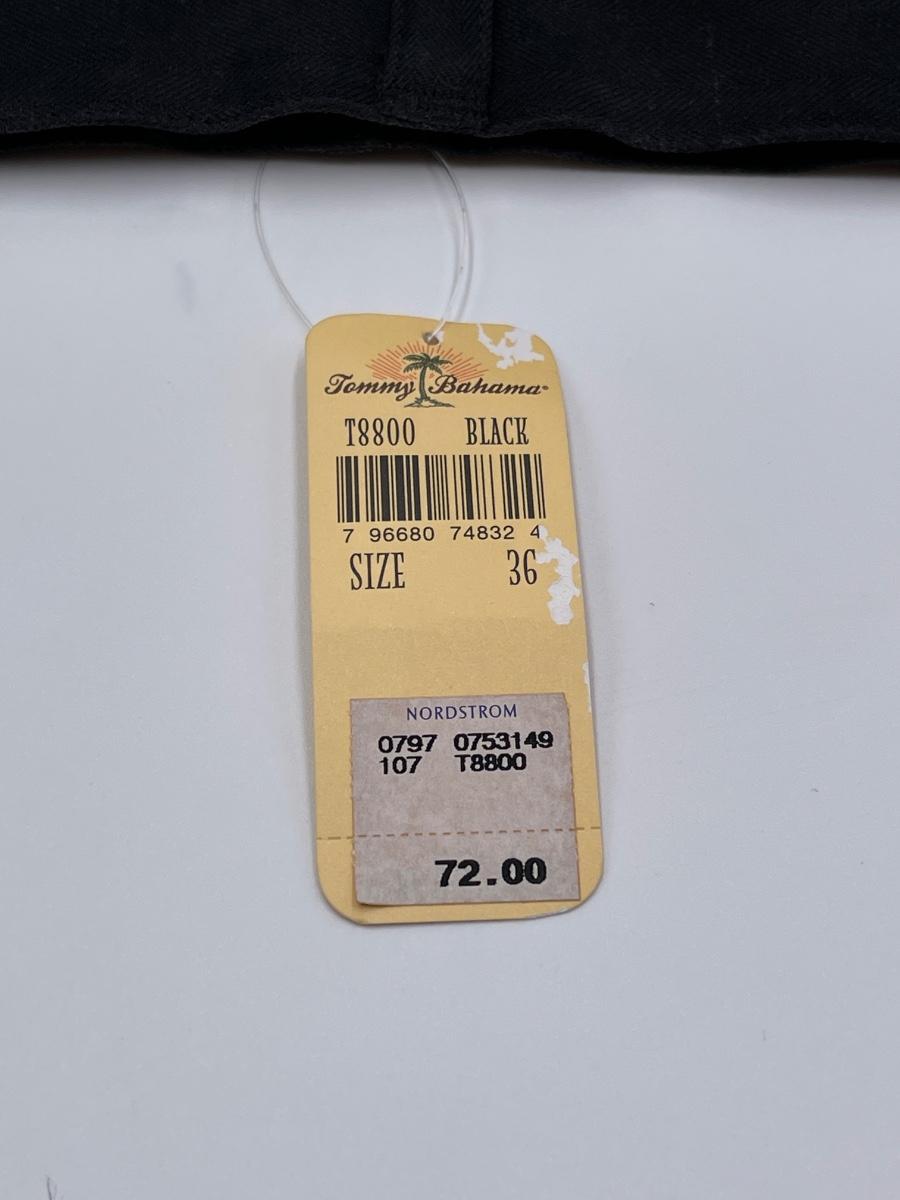 Tommy Bahama
T8800 BLACK
7 96680 74832 4
SIZE 36
NORDSTROM
0797 0753149
107 T8800
72.00